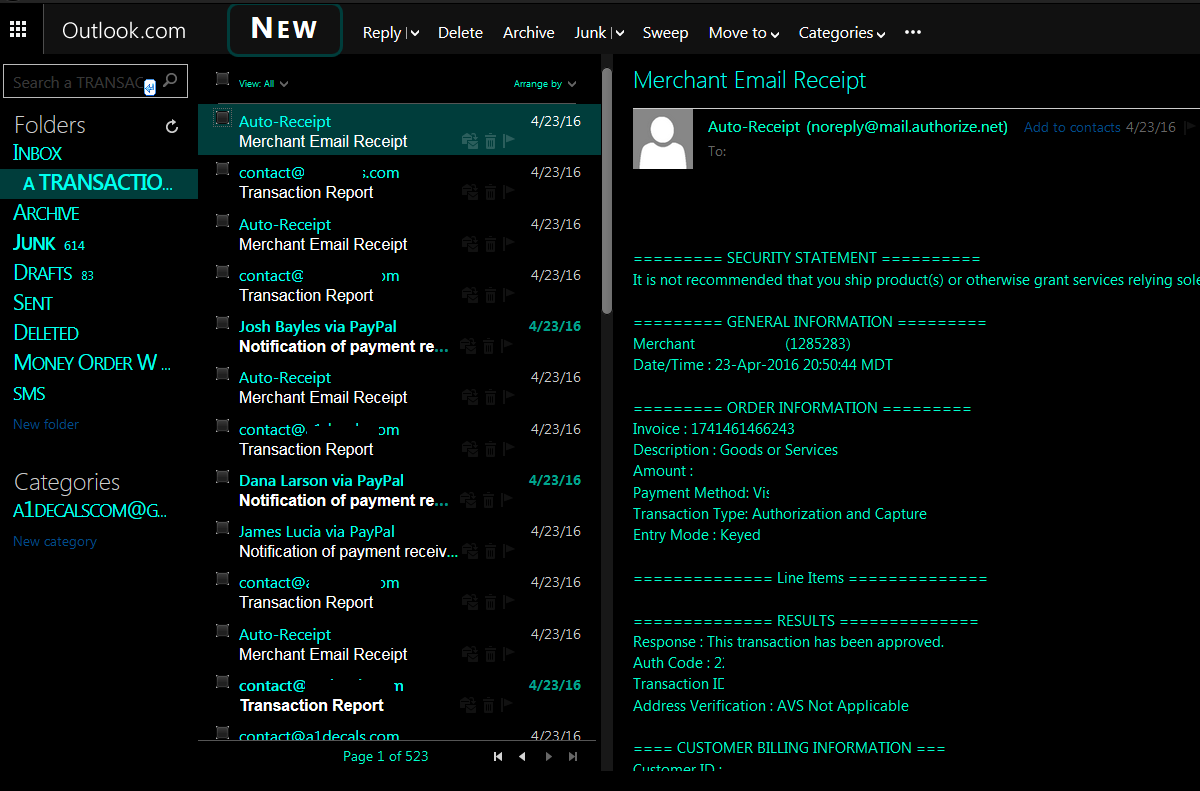 Outlook.com
NEW
Reply
Delete
Archive
Junk
Sweep
Move to
Categories
Search a TRANSAC
Folders
INBOX
A TRANSACTIO...
ARCHIVE
JUNK 614
DRAFTS 83
SENT
DELETED
MONEY ORDER W ...
SMS
New folder
Categories
A1DECALSCOM@G...
New category
View: All
Arrange by
Auto-Receipt 4/23/16
Merchant Email Receipt
contact@ s.com 4/23/16
Transaction Report
Auto-Receipt 4/23/16
Merchant Email Receipt
contact@ om 4/23/16
Transaction Report
Josh Bayles via PayPal 4/23/16
Notification of payment re...
Auto-Receipt 4/23/16
Merchant Email Receipt
contact@ om 4/23/16
Transaction Report
Dana Larson via PayPal 4/23/16
Notification of payment re...
James Lucia via PayPal 4/23/16
Notification of payment receiv...
contact@ om 4/23/16
Transaction Report
Auto-Receipt 4/23/16
Merchant Email Receipt
contact@ m 4/23/16
Transaction Report
contact@a1decals.com 4/23/16
Page 1 of 523
Merchant Email Receipt
Auto-Receipt (noreply@mail.authorize.net) Add to contacts 4/23/16
To:
========= SECURITY STATEMENT ==========
It is not recommended that you ship product(s) or otherwise grant services relying sole
========= GENERAL INFORMATION =========
Merchant (1285283)
Date/Time : 23-Apr-2016 20:50:44 MDT
========= ORDER INFORMATION =========
Invoice : 1741461466243
Description : Goods or Services
Amount :
Payment Method: Vis
Transaction Type: Authorization and Capture
Entry Mode : Keyed
============== Line Items ==============
============== RESULTS ==============
Response : This transaction has been approved.
Auth Code : 22
Transaction ID
Address Verification : AVS Not Applicable
==== CUSTOMER BILLING INFORMATION ===
Customer ID :